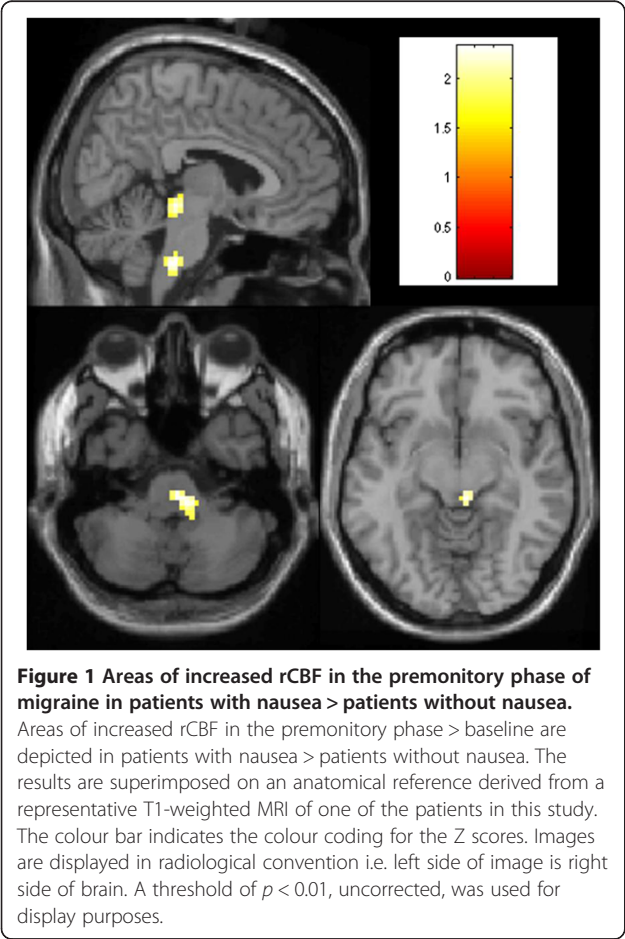 2
1.5
1
0.5
0
Figure 1 Areas of increased rCBF in the premonitory phase of
migraine in patients with nausea > patients without nausea.
Areas of increased rCBF in the premonitory phase > baseline are
depicted in patients with nausea > patients without nausea. The
results are superimposed on an anatomical reference derived from a
representative T1-weighted MRI of one of the patients in this study.
The colour bar indicates the colour coding for the Z scores. Images
are displayed in radiological convention i.e. left side of image is right
side of brain. A threshold of p < 0.01, uncorrected, was used for
display purposes.